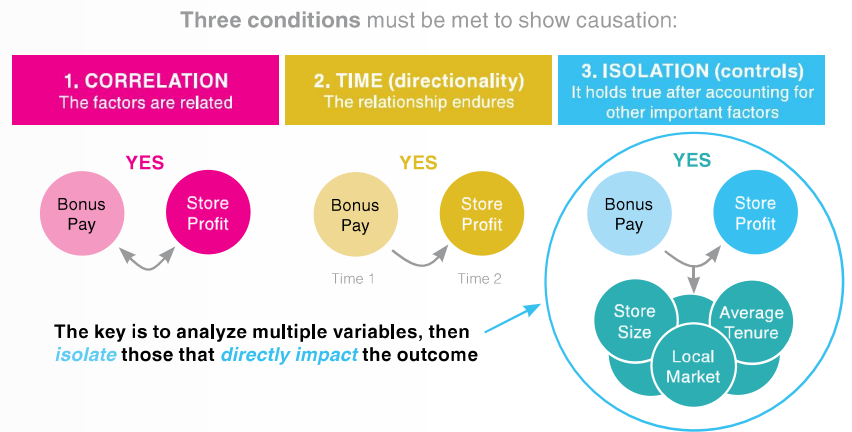 Three conditions must be met to show causation:
1. CORRELATION
The factors are related
2. TIME (directionality)
The relationship endures
3. ISOLATION (controls)
It holds true after accounting for
other important factors
YES
Bonus
Pay
Store
Profit
YES
Bonus
Pay
Store
Profit
Time 1
Time 2
YES
Bonus
Pay
Store
Profit
Store
Size
Average
Tenure
Local
Market
The key is to analyze multiple variables, then
isolate those that directly impact the outcome